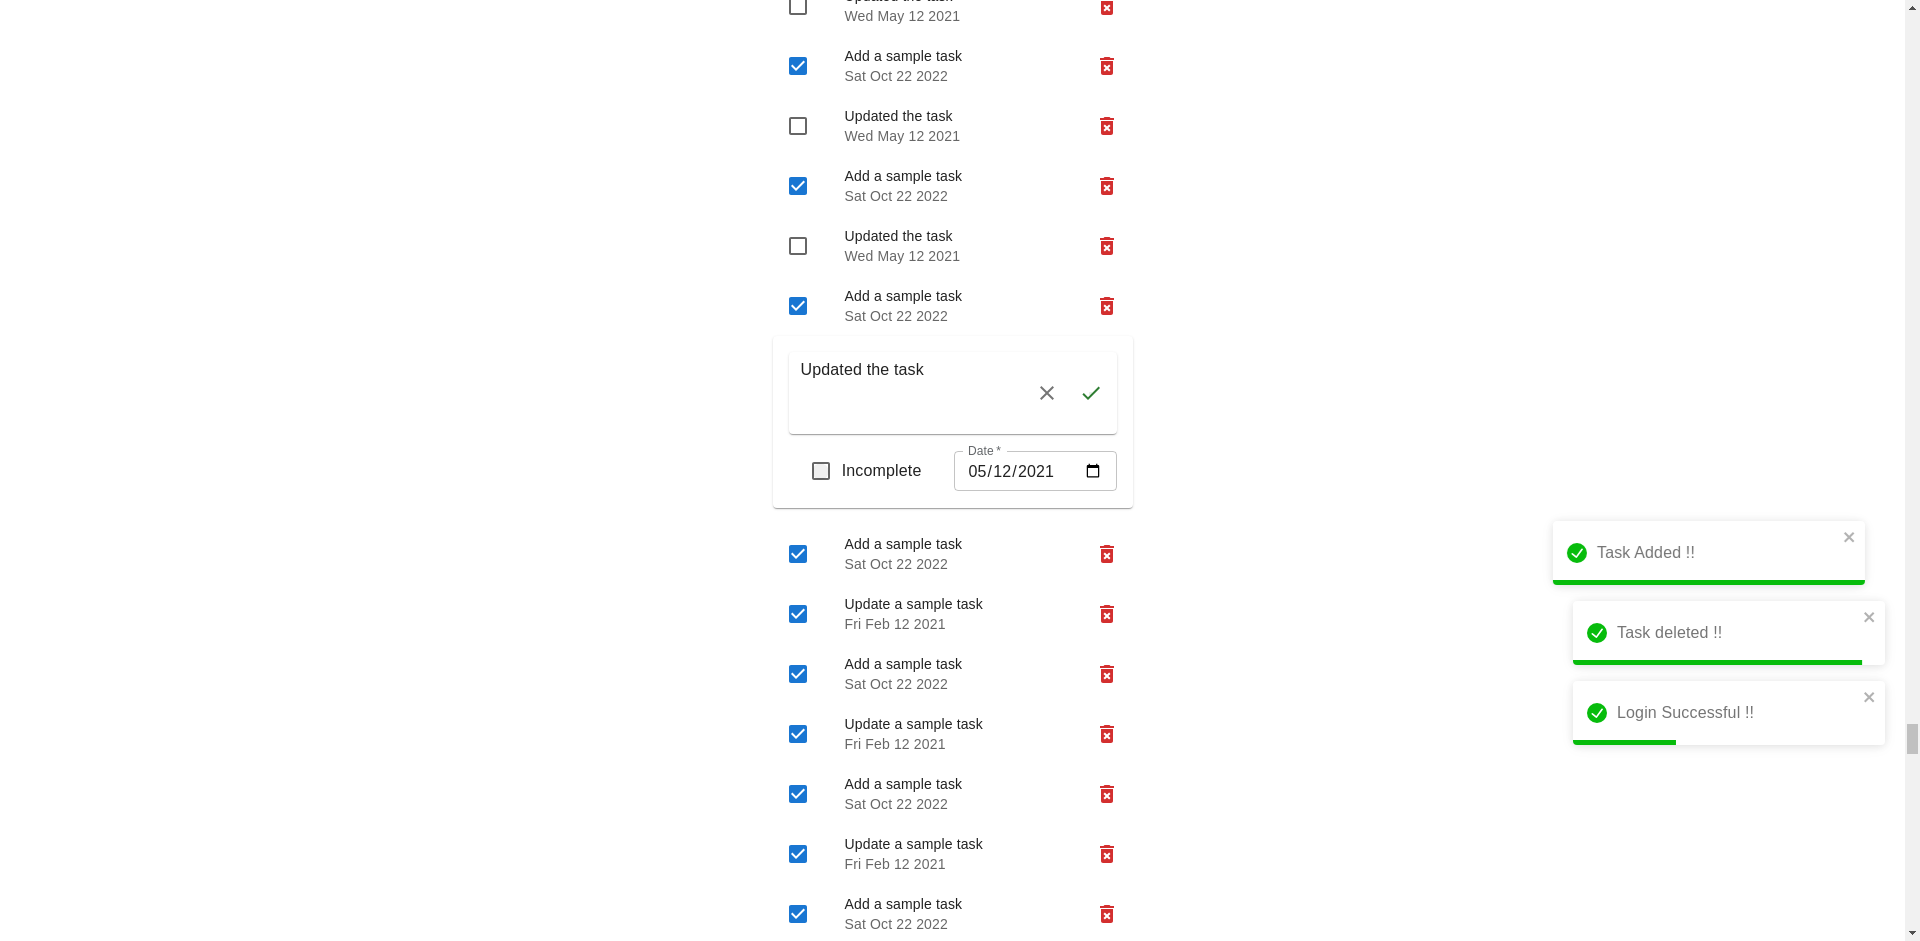 Updated the task
Wed May 12 2021
Add a sample task
Sat Oct 22 2022
Updated the task
Wed May 12 2021
Add a sample task
Sat Oct 22 2022
Updated the task
Wed May 12 2021
Add a sample task
Sat Oct 22 2022
Updated the task
Incomplete
Date *
05/12/2021
Add a sample task
Sat Oct 22 2022
Update a sample task
Fri Feb 12 2021
Add a sample task
Sat Oct 22 2022
Update a sample task
Fri Feb 12 2021
Add a sample task
Sat Oct 22 2022
Update a sample task
Fri Feb 12 2021
Add a sample task
Sat Oct 22 2022
Task Added !!
Task deleted !!
Login Successful !!